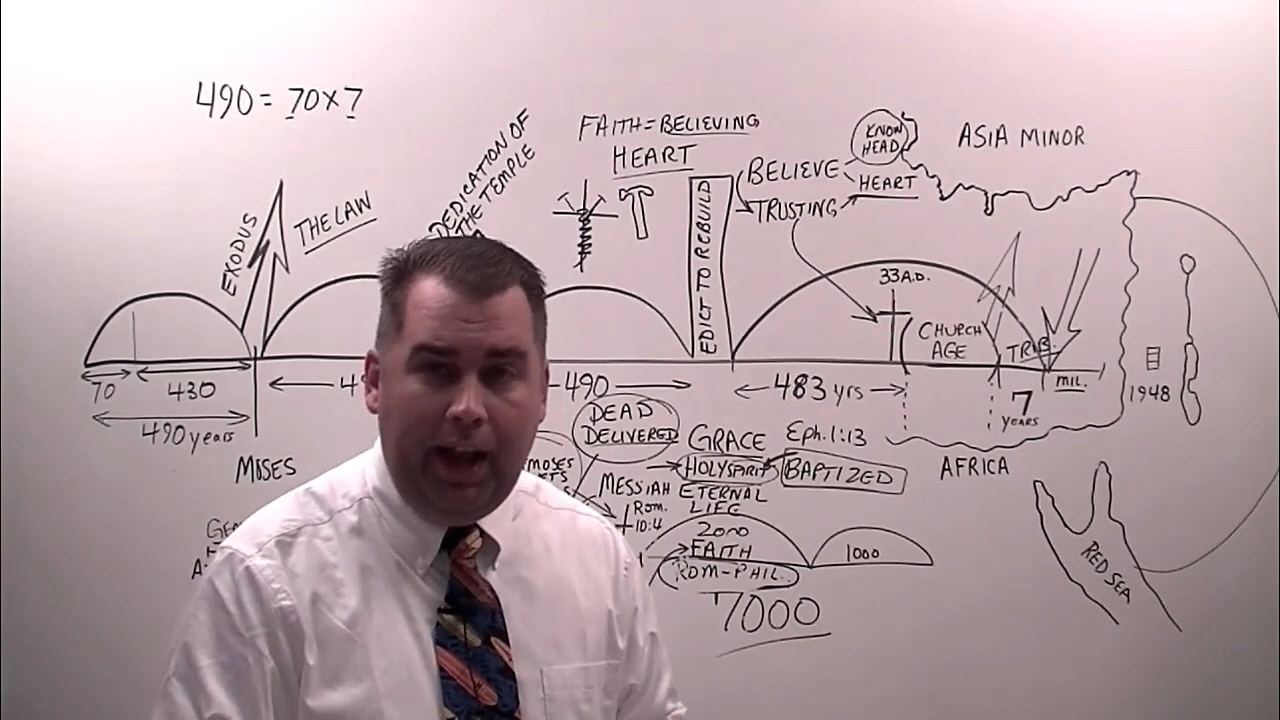 490 = 70x7
EXODUS
THE LAW
DEDICATION OF
THE TEMPLE
FAITH = BELIEVING
HEART
EDICT TO REBUILD
BELIEVE
TRUSTING
KNOW
HEAD
HEART
ASIA MINOR
33 A.D.
CHURCH
AGE
TRIB.
MIL.
1948
70
430
490 years
490
483 yrs
7
YEARS
MOSES
DEAD
DELIVERED
GRACE
Eph. 1:13
HOLY SPIRIT
BAPTIZED
ETERNAL
LIFE
AFRICA
MOSES
MESSIAH
Rom.
10:4
2000
FAITH
ROM-PHIL.
1000
7000
RED SEA